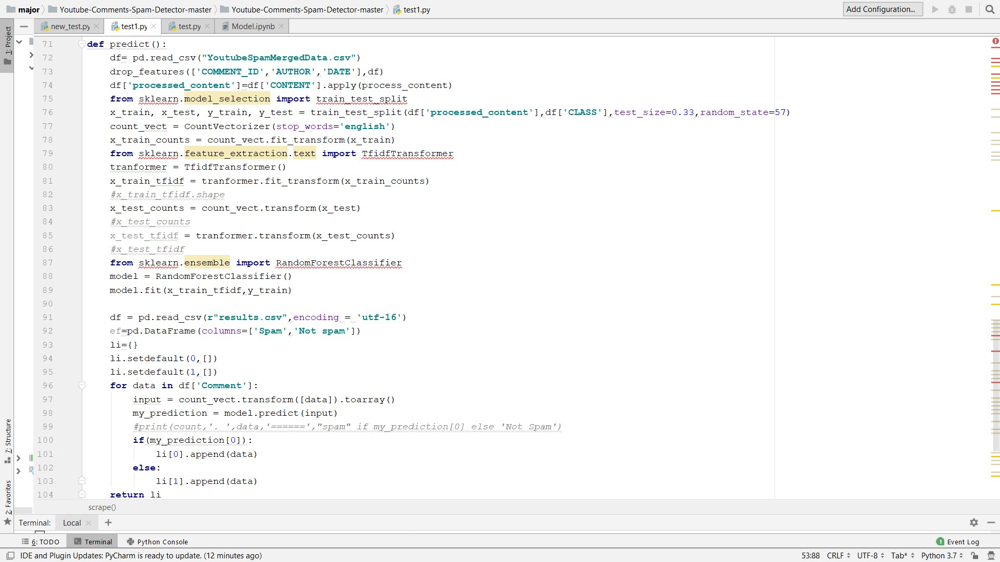 major Youtube-Comments-Spam-Detector-master Youtube-Comments-Spam-Detector-master test1.py Add Configuration...
new_test.py test1.py test.py Model.ipynb
1: Project
7: Structure
2: Favorites
71 def predict():
72 df= pd.read_csv("YoutubeSpamMergedData.csv")
73 drop_features(['COMMENT_ID','AUTHOR','DATE'],df)
74 df['processed_content']=df['CONTENT'].apply(process_content)
75 from sklearn.model_selection import train_test_split
76 x_train, x_test, y_train, y_test = train_test_split(df['processed_content'],df['CLASS'],test_size=0.33,random_state=57)
77 count_vect = CountVectorizer(stop_words='english')
78 x_train_counts = count_vect.fit_transform(x_train)
79 from sklearn.feature_extraction.text import TfidfTransformer
80 tranformer = TfidfTransformer()
81 x_train_tfidf = tranformer.fit_transform(x_train_counts)
82 #x_train_tfidf.shape
83 x_test_counts = count_vect.transform(x_test)
84 #x_test_counts
85 x_test_tfidf = tranformer.transform(x_test_counts)
86 #x_test_tfidf
87 from sklearn.ensemble import RandomForestClassifier
88 model = RandomForestClassifier()
89 model.fit(x_train_tfidf,y_train)
90
91 df = pd.read_csv(r"results.csv",encoding = 'utf-16')
92 ef=pd.DataFrame(columns=['Spam','Not spam'])
93 li={}
94 li.setdefault(0,[])
95 li.setdefault(1,[])
96 for data in df['Comment']:
97 input = count_vect.transform([data]).toarray()
98 my_prediction = model.predict(input)
99 #print(count,'. ',data,'======',"spam" if my_prediction[0] else 'Not Spam')
100 if(my_prediction[0]):
101 li[0].append(data)
102 else:
103 li[1].append(data)
104 return li
scrape()
Terminal: Local
6: TODO Terminal Python Console 1 Event Log
IDE and Plugin Updates: PyCharm is ready to update. (12 minutes ago) 53:88 CRLF UTF-8 Tab* Python 3.7